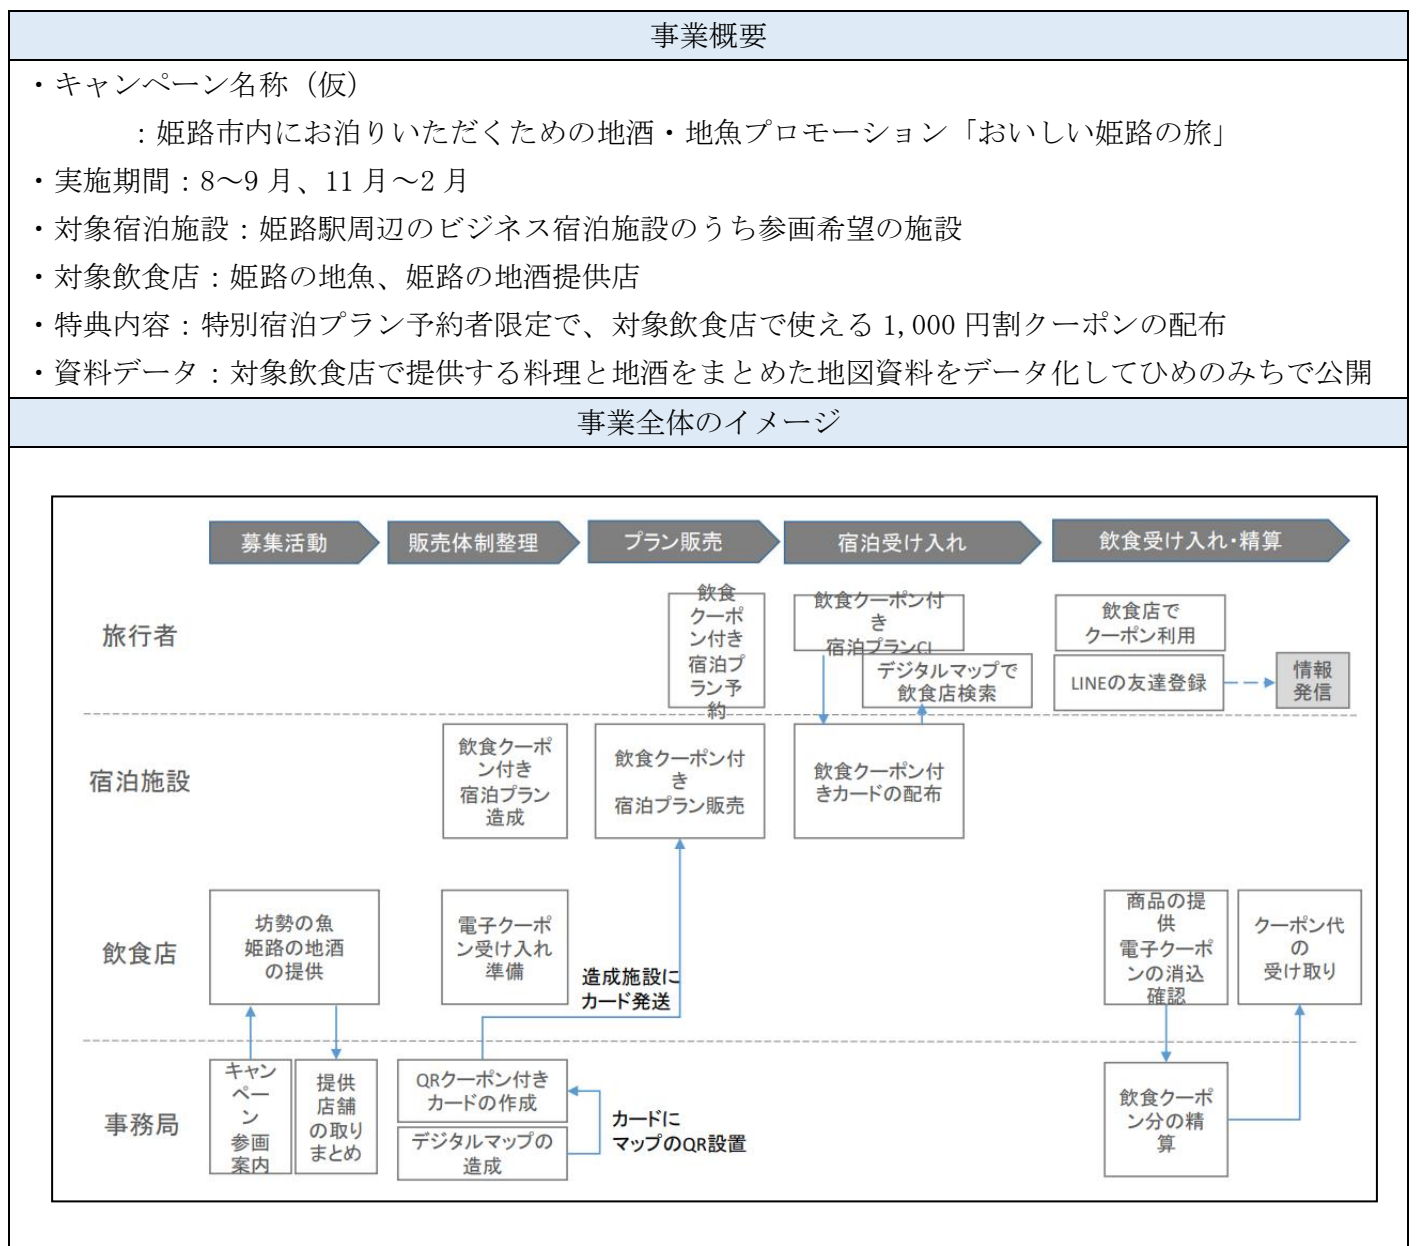 事業概要
・キャンペーン名称（仮）
：姫路市内にお泊りいただくための地酒・地魚プロモーション「おいしい姫路の旅」
・実施期間：8～9 月、11 月～2 月
・対象宿泊施設：姫路駅周辺のビジネス宿泊施設のうち参画希望の施設
・対象飲食店：姫路の地魚、姫路の地酒提供店
・特典内容：特別宿泊プラン予約者限定で、対象飲食店で使える 1,000 円割クーポンの配布
・資料データ：対象飲食店で提供する料理と地酒をまとめた地図資料をデータ化してひめのみちで公開
事業全体のイメージ
募集活動
販売体制整理
プラン販売
宿泊受け入れ
飲食受け入れ・精算
旅行者
飲食
クーポ
ン付き
宿泊プ
ラン予
約
飲食クーポン付
き
宿泊プランCI
デジタルマップで
飲食店検索
飲食店で
クーポン利用
LINEの友達登録
情報
発信
宿泊施設
飲食クーポ
ン付き
宿泊プラン
造成
飲食クーポン付
き
宿泊プラン販売
飲食クーポン付
きカードの配布
飲食店
坊勢の魚
姫路の地酒
の提供
電子クーポ
ン受け入れ
準備
造成施設に
カード発送
商品の提
供
電子クーポ
ンの消込
確認
クーポン代
の
受け取り
事務局
キャン
ペー
ン
参画
案内
提供
店舗
の取り
まとめ
QRクーポン付き
カードの作成
デジタルマップの
造成
カードに
マップのQR設置
飲食クーポ
ン分の精
算